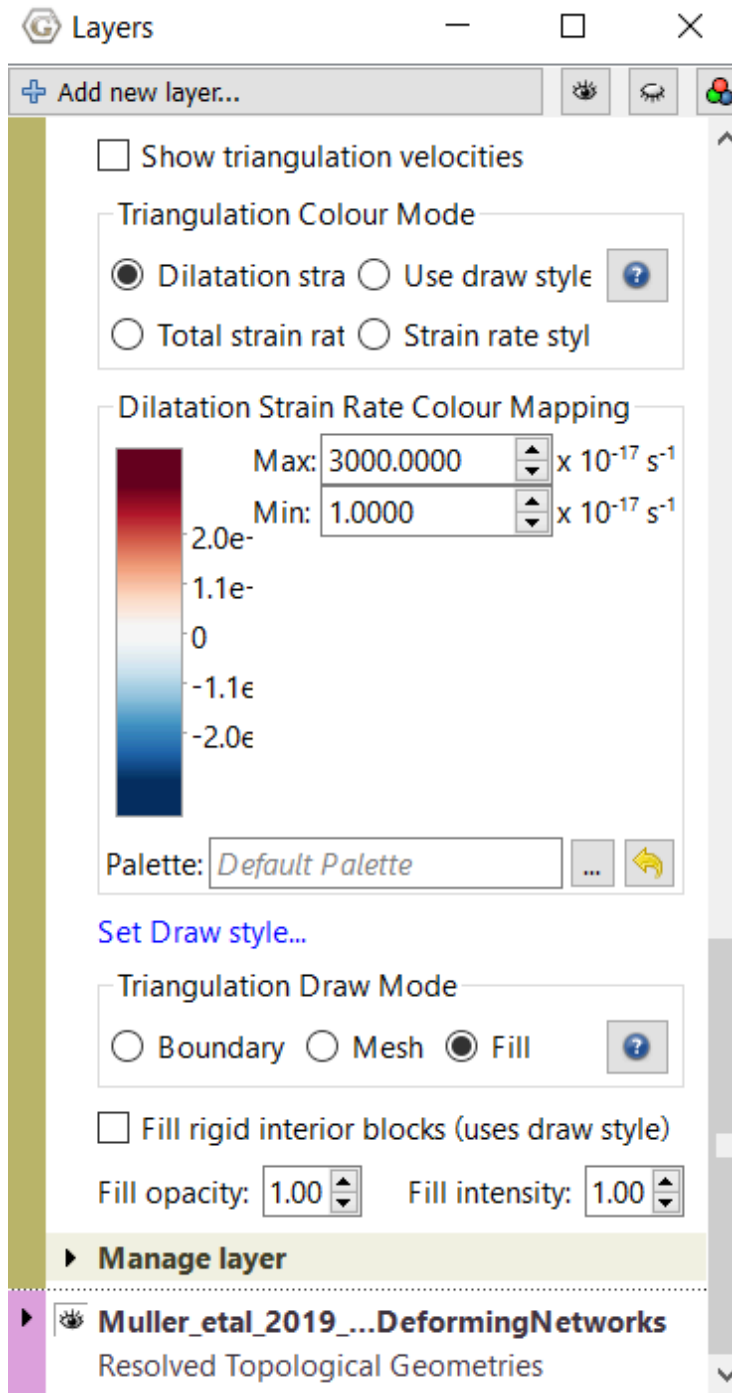 Layers
Add new layer...
Show triangulation velocities
Triangulation Colour Mode
Dilatation stra Use draw style
Total strain rat Strain rate styl
Dilatation Strain Rate Colour Mapping
Max: 3000.0000 x 10⁻¹⁷ s⁻¹
Min: 1.0000 x 10⁻¹⁷ s⁻¹
2.0e-
1.1e-
0
-1.1e
-2.0e
Palette: Default Palette ...
Set Draw style...
Triangulation Draw Mode
Boundary Mesh Fill
Fill rigid interior blocks (uses draw style)
Fill opacity: 1.00 Fill intensity: 1.00
Manage layer
Muller_etal_2019_...DeformingNetworks
Resolved Topological Geometries